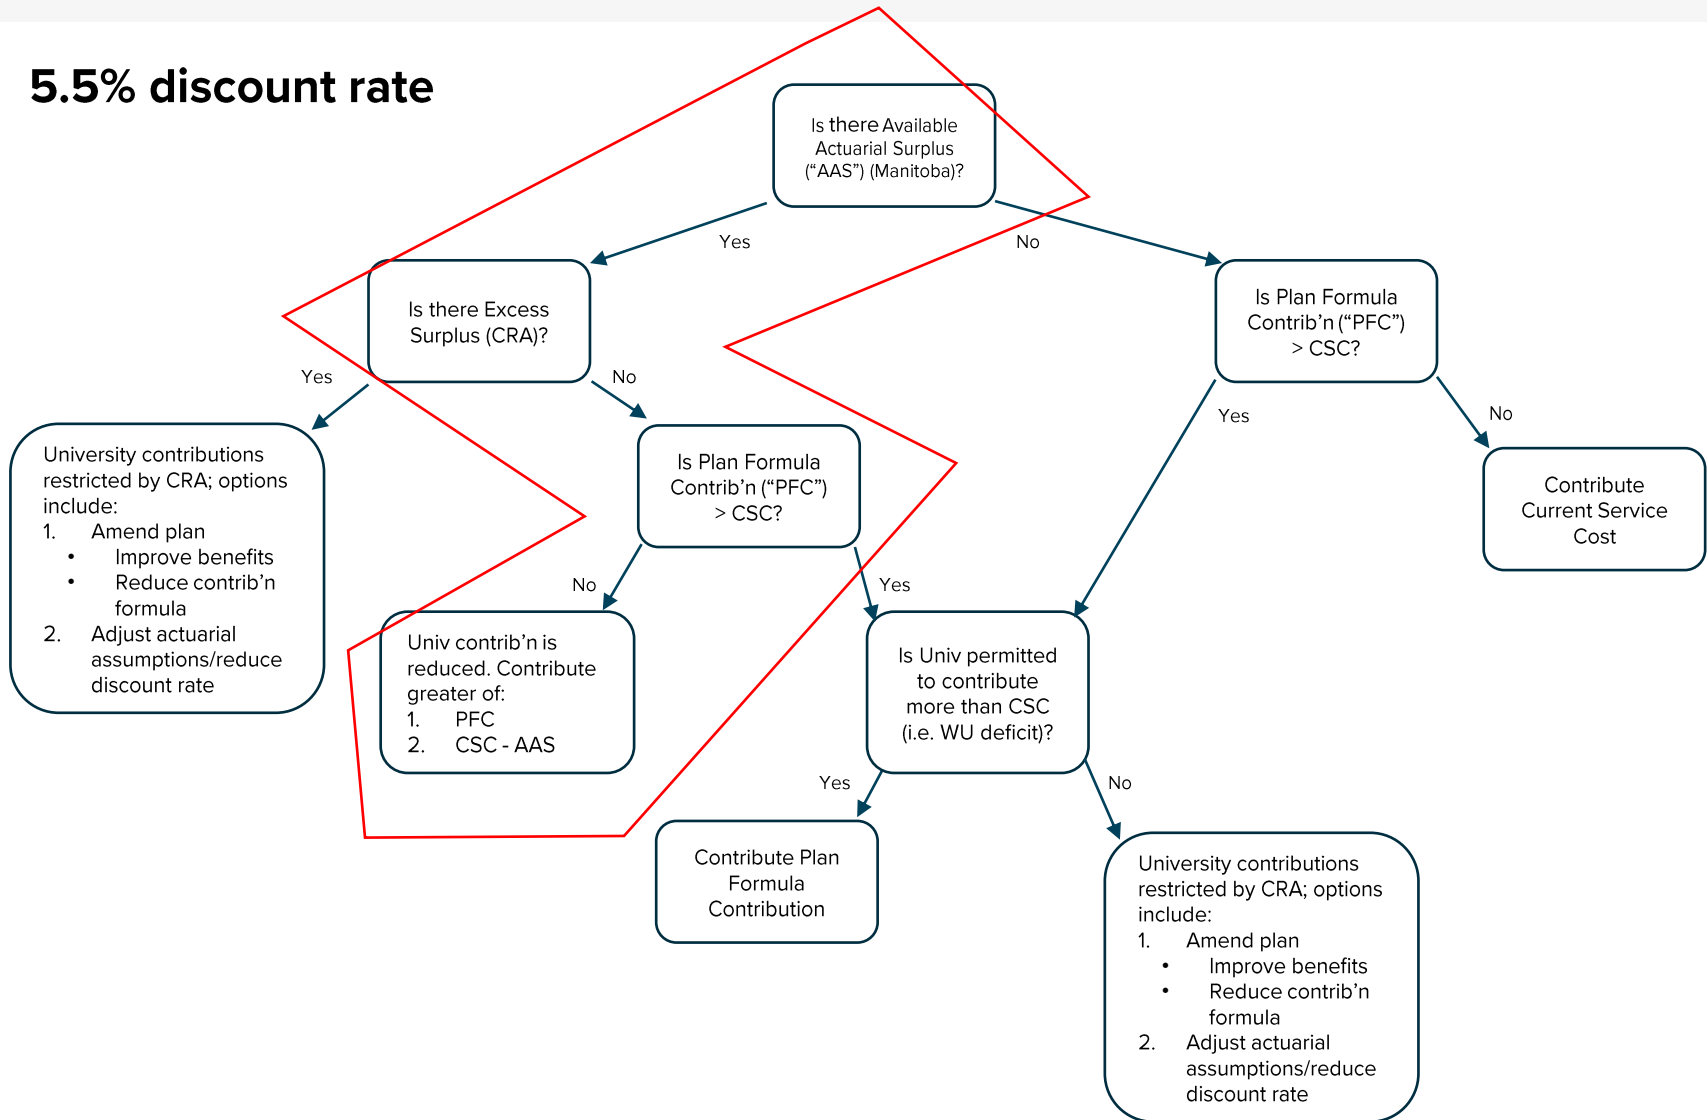 5.5% discount rate
Is there Available
Actuarial Surplus
(“AAS”) (Manitoba)?
Yes
No
Is there Excess
Surplus (CRA)?
Is Plan Formula
Contrib’n (“PFC”)
> CSC?
Yes
No
Yes
No
University contributions
restricted by CRA; options
include:
1. Amend plan
• Improve benefits
• Reduce contrib’n
formula
2. Adjust actuarial
assumptions/reduce
discount rate
Is Plan Formula
Contrib’n (“PFC”)
> CSC?
Contribute
Current Service
Cost
No
Yes
Univ contrib’n is
reduced. Contribute
greater of:
1. PFC
2. CSC - AAS
Is Univ permitted
to contribute
more than CSC
(i.e. WU deficit)?
Yes
No
Contribute Plan
Formula
Contribution
University contributions
restricted by CRA; options
include:
1. Amend plan
• Improve benefits
• Reduce contrib’n
formula
2. Adjust actuarial
assumptions/reduce
discount rate